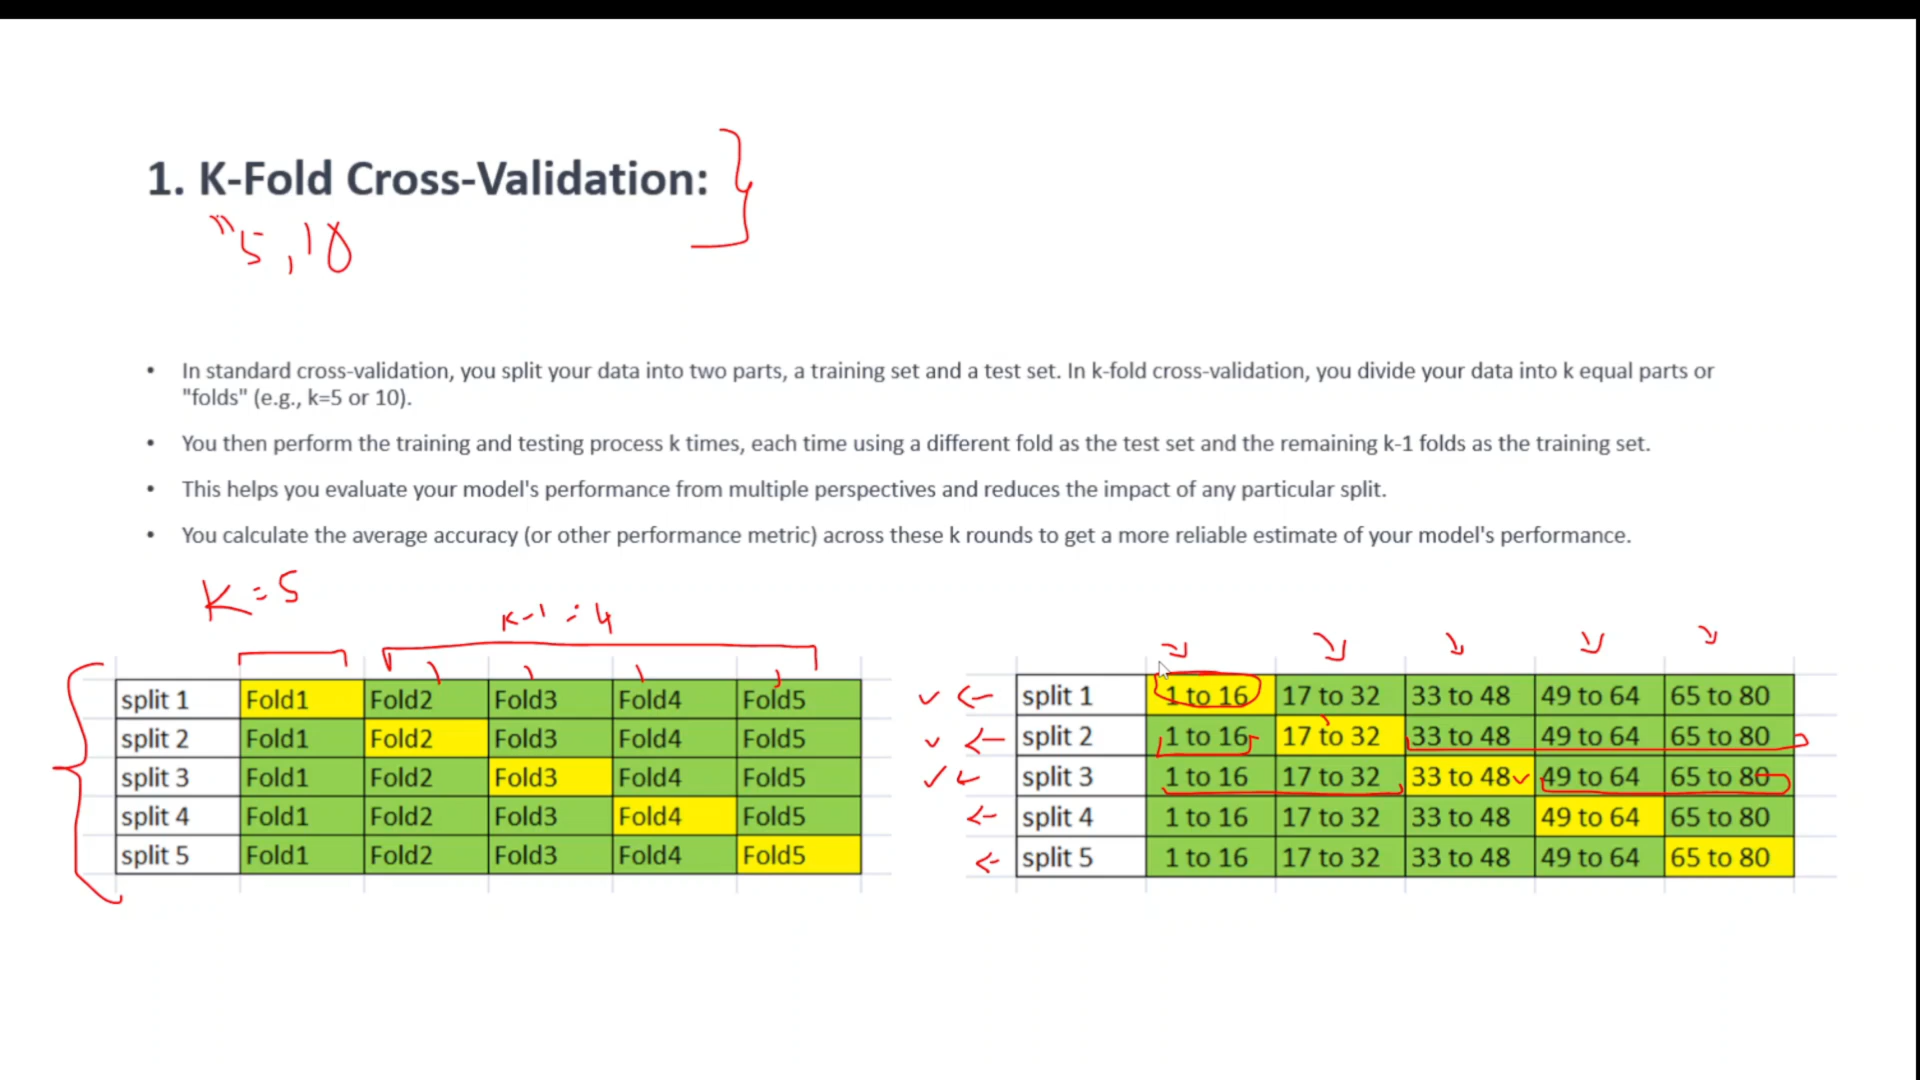 1. K-Fold Cross-Validation:
5, 10
• In standard cross-validation, you split your data into two parts, a training set and a test set. In k-fold cross-validation, you divide your data into k equal parts or
"folds" (e.g., k=5 or 10).
• You then perform the training and testing process k times, each time using a different fold as the test set and the remaining k-1 folds as the training set.
• This helps you evaluate your model's performance from multiple perspectives and reduces the impact of any particular split.
• You calculate the average accuracy (or other performance metric) across these k rounds to get a more reliable estimate of your model's performance.
K = 5
K-1 = 4
split 1 Fold1 Fold2 Fold3 Fold4 Fold5
split 2 Fold1 Fold2 Fold3 Fold4 Fold5
split 3 Fold1 Fold2 Fold3 Fold4 Fold5
split 4 Fold1 Fold2 Fold3 Fold4 Fold5
split 5 Fold1 Fold2 Fold3 Fold4 Fold5
split 1 1 to 16 17 to 32 33 to 48 49 to 64 65 to 80
split 2 1 to 16 17 to 32 33 to 48 49 to 64 65 to 80
split 3 1 to 16 17 to 32 33 to 48 49 to 64 65 to 80
split 4 1 to 16 17 to 32 33 to 48 49 to 64 65 to 80
split 5 1 to 16 17 to 32 33 to 48 49 to 64 65 to 80